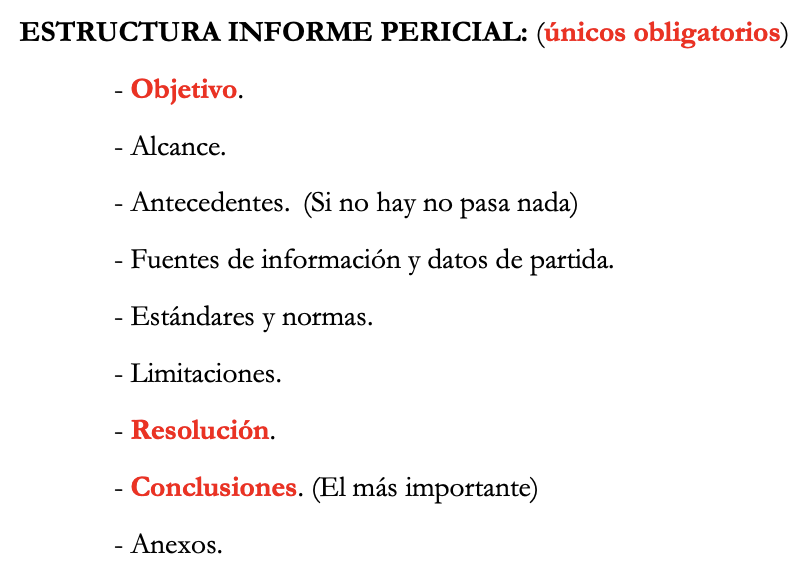 ESTRUCTURA INFORME PERICIAL: (únicos obligatorios)
- Objetivo.
- Alcance.
- Antecedentes. (Si no hay no pasa nada)
- Fuentes de información y datos de partida.
- Estándares y normas.
- Limitaciones.
- Resolución.
- Conclusiones. (El más importante)
- Anexos.